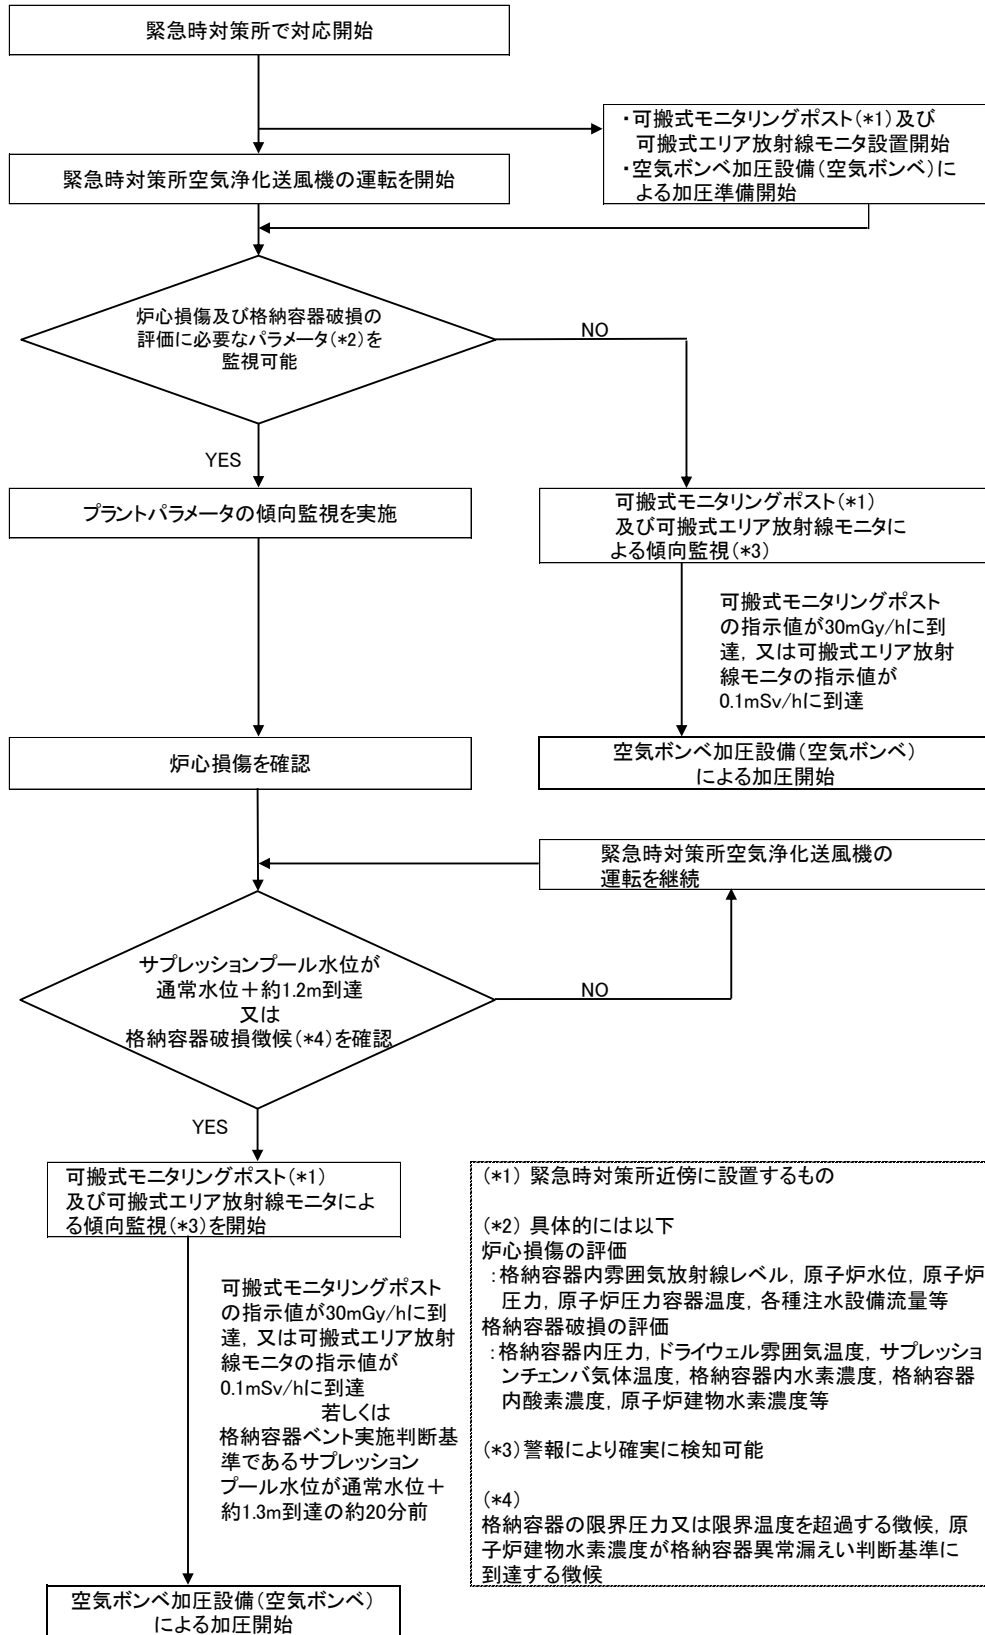 緊急時対策所で対応開始
・可搬式モニタリングポスト(*1)及び
可搬式エリア放射線モニタ設置開始
・空気ボンベ加圧設備(空気ボンベ)に
よる加圧準備開始
緊急時対策所空気浄化送風機の運転を開始
炉心損傷及び格納容器破損の
評価に必要なパラメータ(*2)を
監視可能
NO
YES
プラントパラメータの傾向監視を実施
可搬式モニタリングポスト(*1)
及び可搬式エリア放射線モニタに
よる傾向監視(*3)
可搬式モニタリングポスト
の指示値が30mGy/hに到
達，又は可搬式エリア放射
線モニタの指示値が
0.1mSv/hに到達
炉心損傷を確認
空気ボンベ加圧設備(空気ボンベ)
による加圧開始
緊急時対策所空気浄化送風機の
運転を継続
サプレッションプール水位が
通常水位＋約1.2m到達
又は
格納容器破損徴候(*4)を確認
NO
YES
可搬式モニタリングポスト(*1)
及び可搬式エリア放射線モニタによ
る傾向監視(*3)を開始
可搬式モニタリングポスト
の指示値が30mGy/hに到
達，又は可搬式エリア放射
線モニタの指示値が
0.1mSv/hに到達
若しくは
格納容器ベント実施判断基
準であるサプレッション
プール水位が通常水位＋
約1.3m到達の約20分前
空気ボンベ加圧設備(空気ボンベ)
による加圧開始
(*1) 緊急時対策所近傍に設置するもの
(*2) 具体的には以下
炉心損傷の評価
：格納容器内雰囲気放射線レベル，原子炉水位，原子炉
圧力，原子炉圧力容器温度，各種注水設備流量等
格納容器破損の評価
：格納容器内圧力，ドライウェル雰囲気温度，サプレッショ
ンチェンバ気体温度，格納容器内水素濃度，格納容器
内酸素濃度，原子炉建物水素濃度等
(*3)警報により確実に検知可能
(*4)
格納容器の限界圧力又は限界温度を超過する徴候，原
子炉建物水素濃度が格納容器異常漏えい判断基準に
到達する徴候